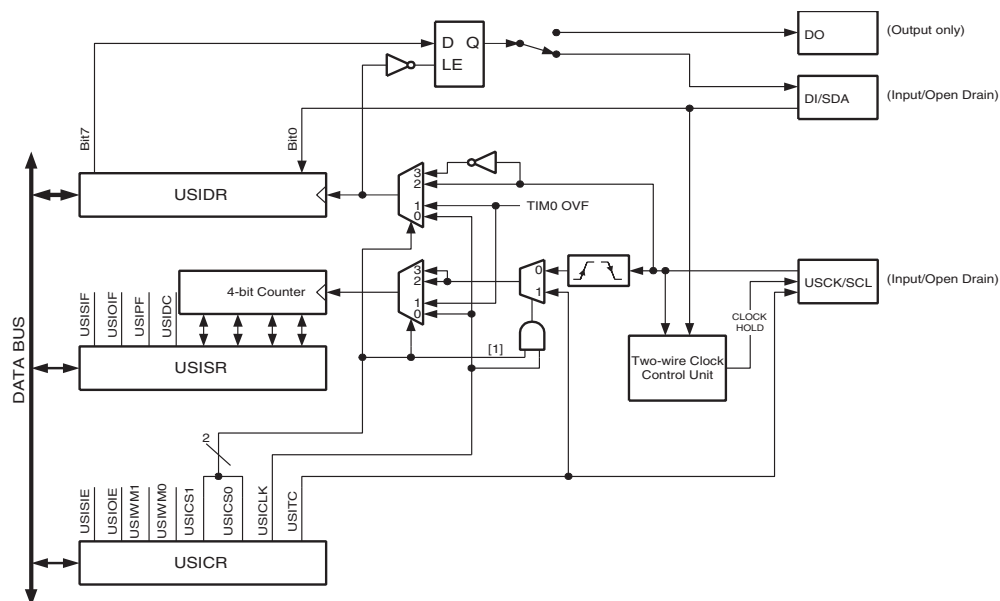 D Q
LE
DO
(Output only)
DI/SDA
(Input/Open Drain)
Bit7
Bit0
USIDR
3
2
1
0
TIM0 OVF
4-bit Counter
3
2
1
0
0
1
USCK/SCL
(Input/Open Drain)
CLOCK
HOLD
Two-wire Clock
Control Unit
[1]
USISIF
USIOIF
USIPF
USIDC
USISR
DATA BUS
2
USISIE
USIOIE
USIWM1
USIWM0
USICS1
USICS0
USICLK
USITC
USICR